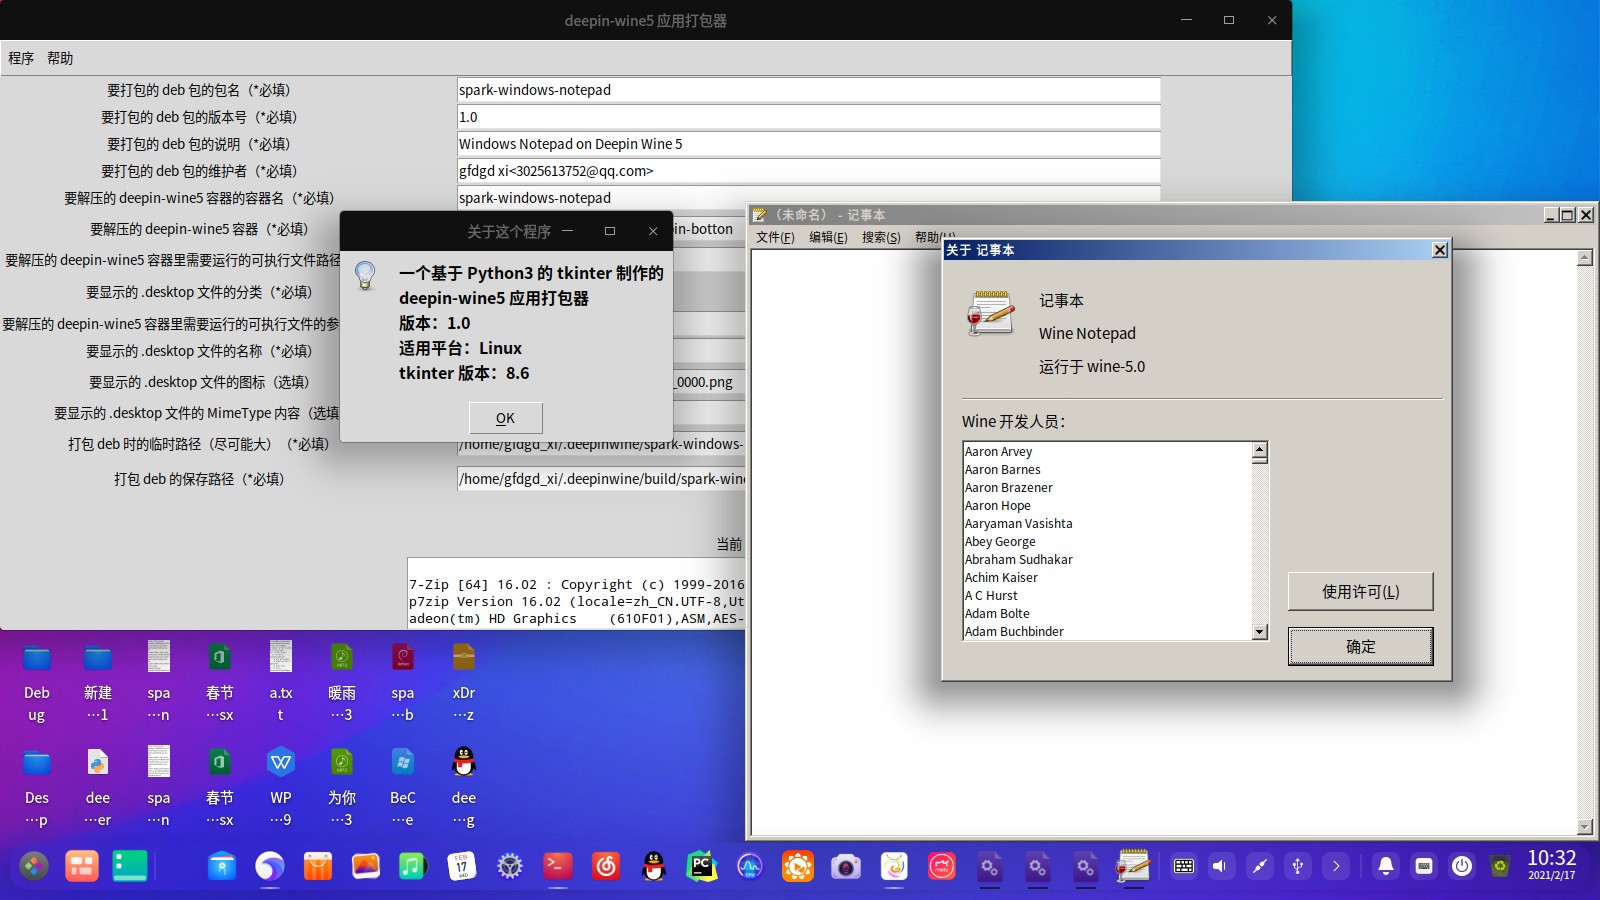 deepin-wine5 应用打包器
程序 帮助
要打包的 deb 包的包名（*必填）
spark-windows-notepad
要打包的 deb 包的版本号（*必填）
1.0
要打包的 deb 包的说明（*必填）
Windows Notepad on Deepin Wine 5
要打包的 deb 包的维护者（*必填）
gfdgd xi<3025613752@qq.com>
要解压的 deepin-wine5 容器的容器名（*必填）
spark-windows-notepad
要解压的 deepin-wine5 容器（*必填）
in-botton
要解压的 deepin-wine5 容器里需要运行的可执行文件路径
要显示的 .desktop 文件的分类（*必填）
要解压的 deepin-wine5 容器里需要运行的可执行文件的参
要显示的 .desktop 文件的名称（*必填）
要显示的 .desktop 文件的图标（选填）
_0000.png
要显示的 .desktop 文件的 MimeType 内容（选填
打包 deb 时的临时路径（尽可能大）（*必填）
/home/gfdgd_xi/.deepinwine/spark-windows-
打包 deb 的保存路径（*必填）
/home/gfdgd_xi/.deepinwine/build/spark-wind
当前
7-Zip [64] 16.02 : Copyright (c) 1999-2016
p7zip Version 16.02 (locale=zh_CN.UTF-8,Ut
adeon(tm) HD Graphics (610F01),ASM,AES-
关于这个程序
一个基于 Python3 的 tkinter 制作的
deepin-wine5 应用打包器
版本：1.0
适用平台：Linux
tkinter 版本：8.6
OK
（未命名） - 记事本
文件(F) 编辑(E) 搜索(S) 帮助(H)
关于 记事本
记事本
Wine Notepad
运行于 wine-5.0
Wine 开发人员：
Aaron Arvey
Aaron Barnes
Aaron Brazener
Aaron Hope
Aaryaman Vasishta
Abey George
Abraham Sudhakar
Achim Kaiser
A C Hurst
Adam Bolte
Adam Buchbinder
使用许可(L)
确定
Deb 新建 spa 春节 a.tx 暖雨 spa xDr
ug …1 …n …sx t …3 …b …z
Des dee spa 春节 WP 为你 BeC dee
…p …er …n …sx …9 …3 …e …g
FEB
17
PC
10:32
2021/2/17